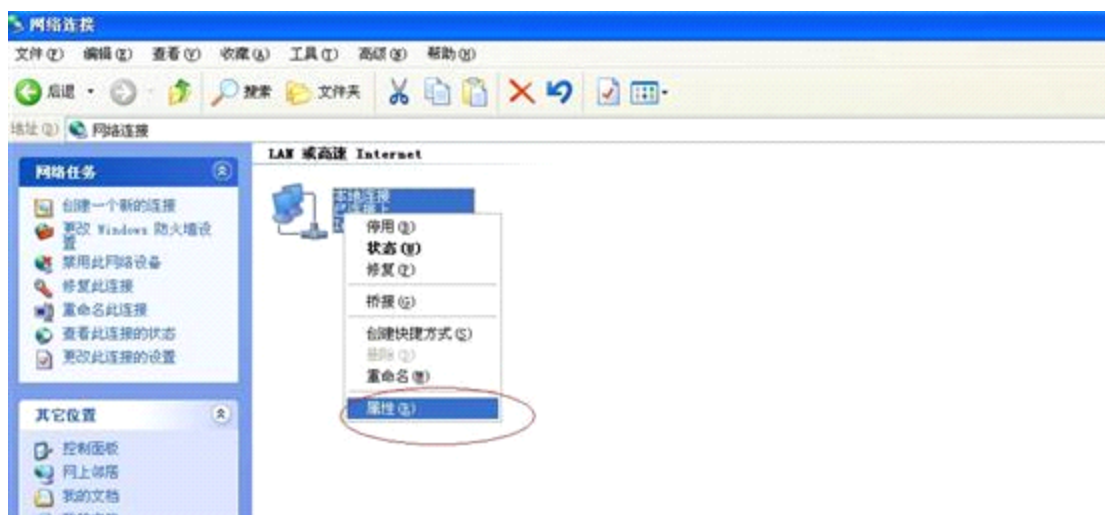 网络连接
文件(F) 编辑(E) 查看(V) 收藏(A) 工具(T) 高级(N) 帮助(H)
后退 搜索 文件夹
地址(D) 网络连接
LAN 或高速 Internet
网络任务
创建一个新的连接
更改 Windows 防火墙设
置
禁用此网络设备
修复此连接
重命名此连接
查看此连接的状态
更改此连接的设置
本地连接
已连接上
停用(B)
状态(U)
修复(P)
桥接(G)
创建快捷方式(S)
删除(D)
重命名(M)
属性(R)
其它位置
控制面板
网上邻居
我的文档